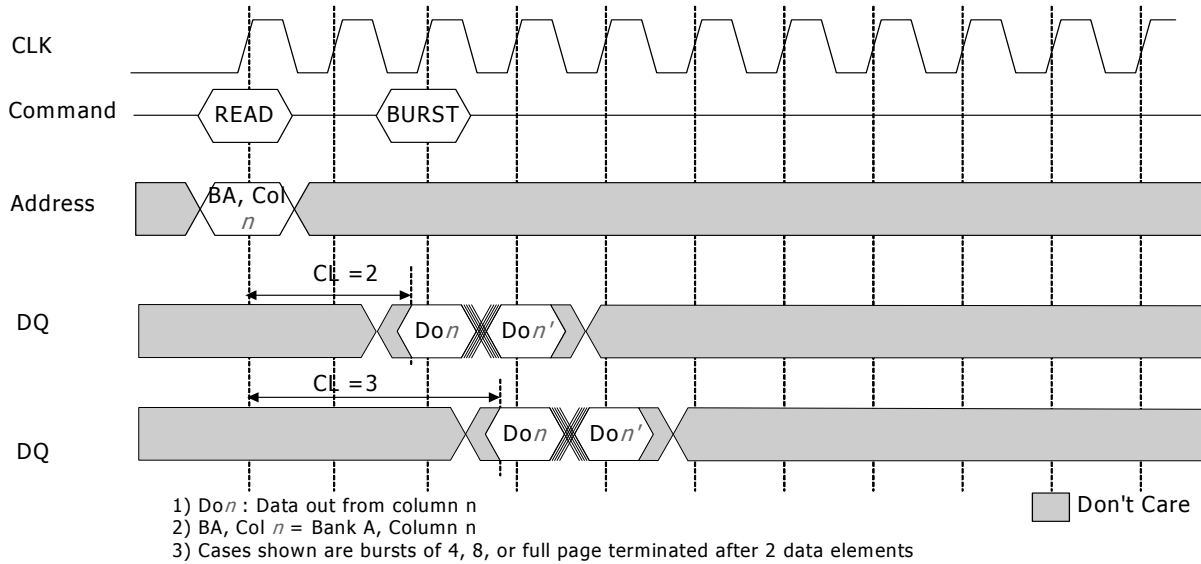 CLK
Command
READ
BURST
Address
BA, Col
n
CL =2
DQ
Don
Don'
CL =3
DQ
Don
Don'
1) Don : Data out from column n
2) BA, Col n = Bank A, Column n
3) Cases shown are bursts of 4, 8, or full page terminated after 2 data elements
Don't Care